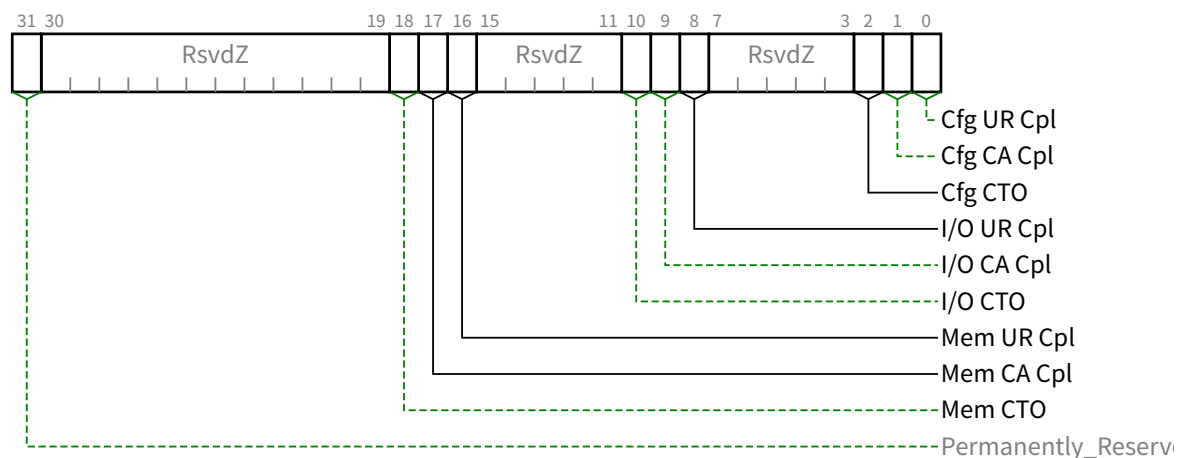 31 30 19 18 17 16 15 11 10 9 8 7 3 2 1 0
RsvdZ RsvdZ RsvdZ
Cfg UR Cpl
Cfg CA Cpl
Cfg CTO
I/O UR Cpl
I/O CA Cpl
I/O CTO
Mem UR Cpl
Mem CA Cpl
Mem CTO
Permanently_Reserv